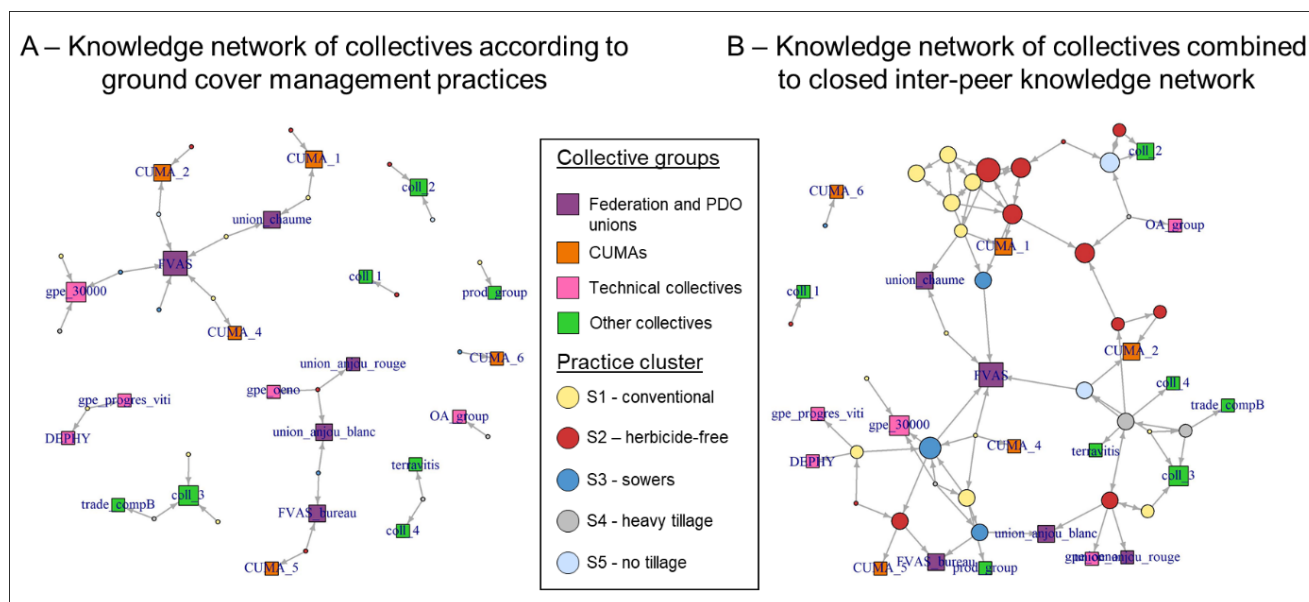 A – Knowledge network of collectives according to
ground cover management practices
B – Knowledge network of collectives combined
to closed inter-peer knowledge network
CUMA_2
CUMA_1
coll_2
union_chaume
FVAS
gpe_30000
CUMA_4
coll_1
prod_group
CUMA_6
union_anjou_rouge
gpe_oeno
union_anjou_blanc
gpe_progres_viti
DEPHY
OA_group
terravitis
coll_3
trade_compB
FVAS_bureau
coll_4
CUMA_5
Collective groups
Federation and PDO
unions
CUMAs
Technical collectives
Other collectives
Practice cluster
S1 - conventional
S2 – herbicide-free
S3 - sowers
S4 - heavy tillage
S5 - no tillage
coll_2
CUMA_6
OA_group
CUMA_1
coll_1
union_chaume
CUMA_2
FVAS
coll_4
trade_compB
gpe_progres_viti
gpe_30000
CUMA_4
terravitis
DEPHY
coll_3
union_anjou_blanc
FVAS_bureau
union_anjou_rouge
CUMA_5
prod_group